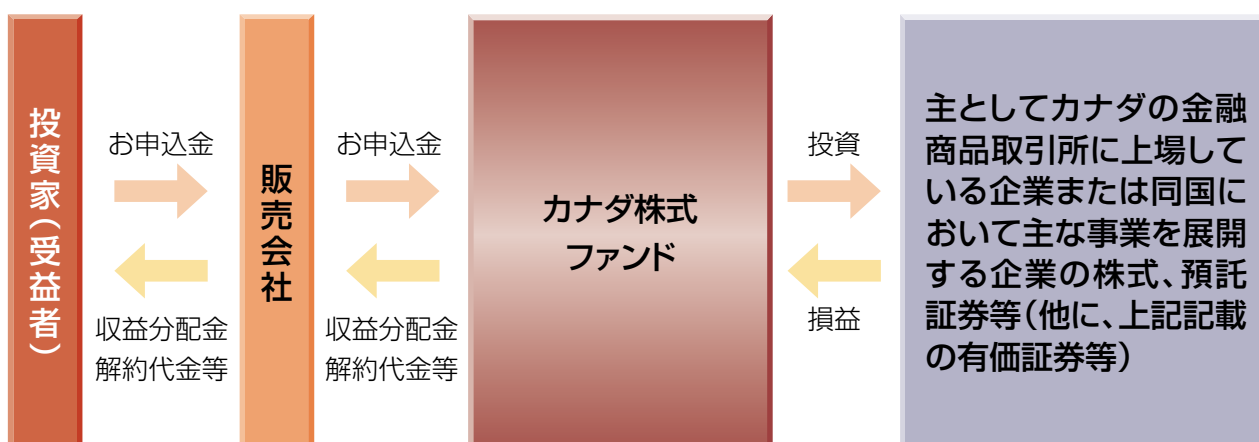 投資家(受益者)
お申込金
収益分配金
解約代金等
販売会社
お申込金
収益分配金
解約代金等
カナダ株式
ファンド
投資
損益
主としてカナダの金融
商品取引所に上場して
いる企業または同国に
おいて主な事業を展開
する企業の株式、預託
証券等(他に、上記記載
の有価証券等)